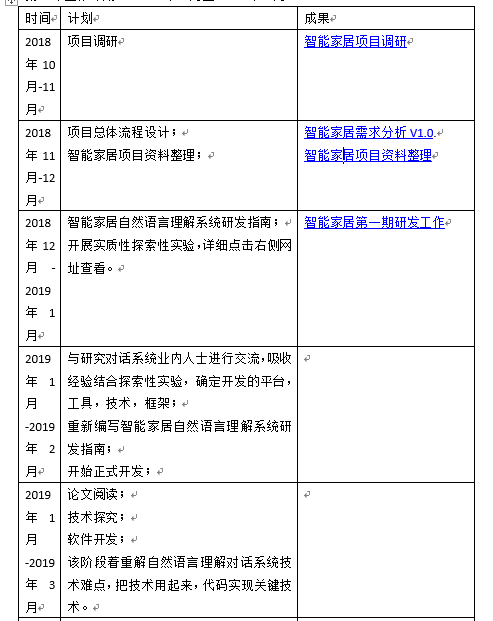 时间 计划 成果
2018 年 10 月-11 月
项目调研
智能家居项目调研
2018 年 11 月-12 月
项目总体流程设计；
智能家居项目资料整理；
智能家居需求分析 V1.0.
智能家居项目资料整理
2018 年 12 月 - 2019 年 1 月
智能家居自然语言理解系统研发指南；
开展实质性探索性实验,详细点击右侧网
址查看。
智能家居第一期研发工作
2019 年 1 月 -2019 年 2 月
与研究对话系统业内人士进行交流,吸收
经验结合探索性实验，确定开发的平台，
工具，技术，框架；
重新编写智能家居自然语言理解系统研
发指南；
开始正式开发；
2019 年 1 月 -2019 年 3 月
论文阅读；
技术探究；
软件开发；
该阶段着重解自然语言理解对话系统技
术难点，把技术用起来，代码实现关键技
术。